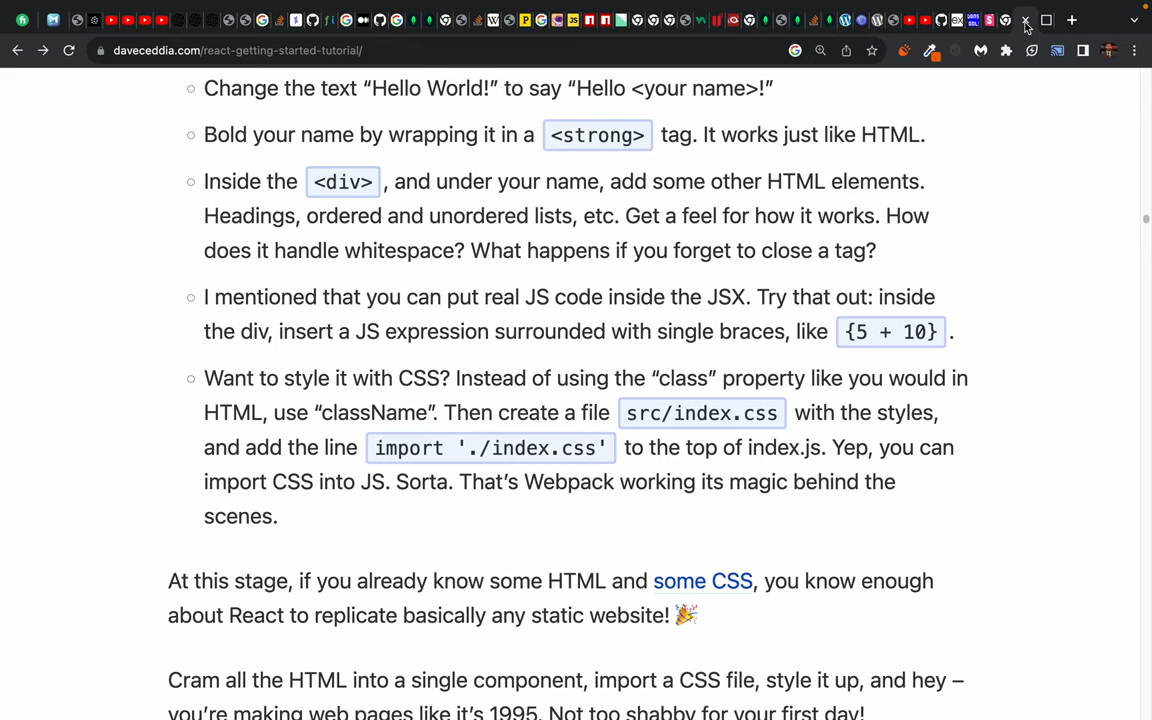 daveceddia.com/react-getting-started-tutorial/
Change the text “Hello World!” to say “Hello <your name>!”
Bold your name by wrapping it in a <strong> tag. It works just like HTML.
Inside the <div> , and under your name, add some other HTML elements.
Headings, ordered and unordered lists, etc. Get a feel for how it works. How
does it handle whitespace? What happens if you forget to close a tag?
I mentioned that you can put real JS code inside the JSX. Try that out: inside
the div, insert a JS expression surrounded with single braces, like {5 + 10} .
Want to style it with CSS? Instead of using the “class” property like you would in
HTML, use “className”. Then create a file src/index.css with the styles,
and add the line import './index.css' to the top of index.js. Yep, you can
import CSS into JS. Sorta. That’s Webpack working its magic behind the
scenes.
At this stage, if you already know some HTML and some CSS, you know enough
about React to replicate basically any static website! 🎉
Cram all the HTML into a single component, import a CSS file, style it up, and hey –
you’re making web pages like it’s 1995. Not too shabby for your first day!